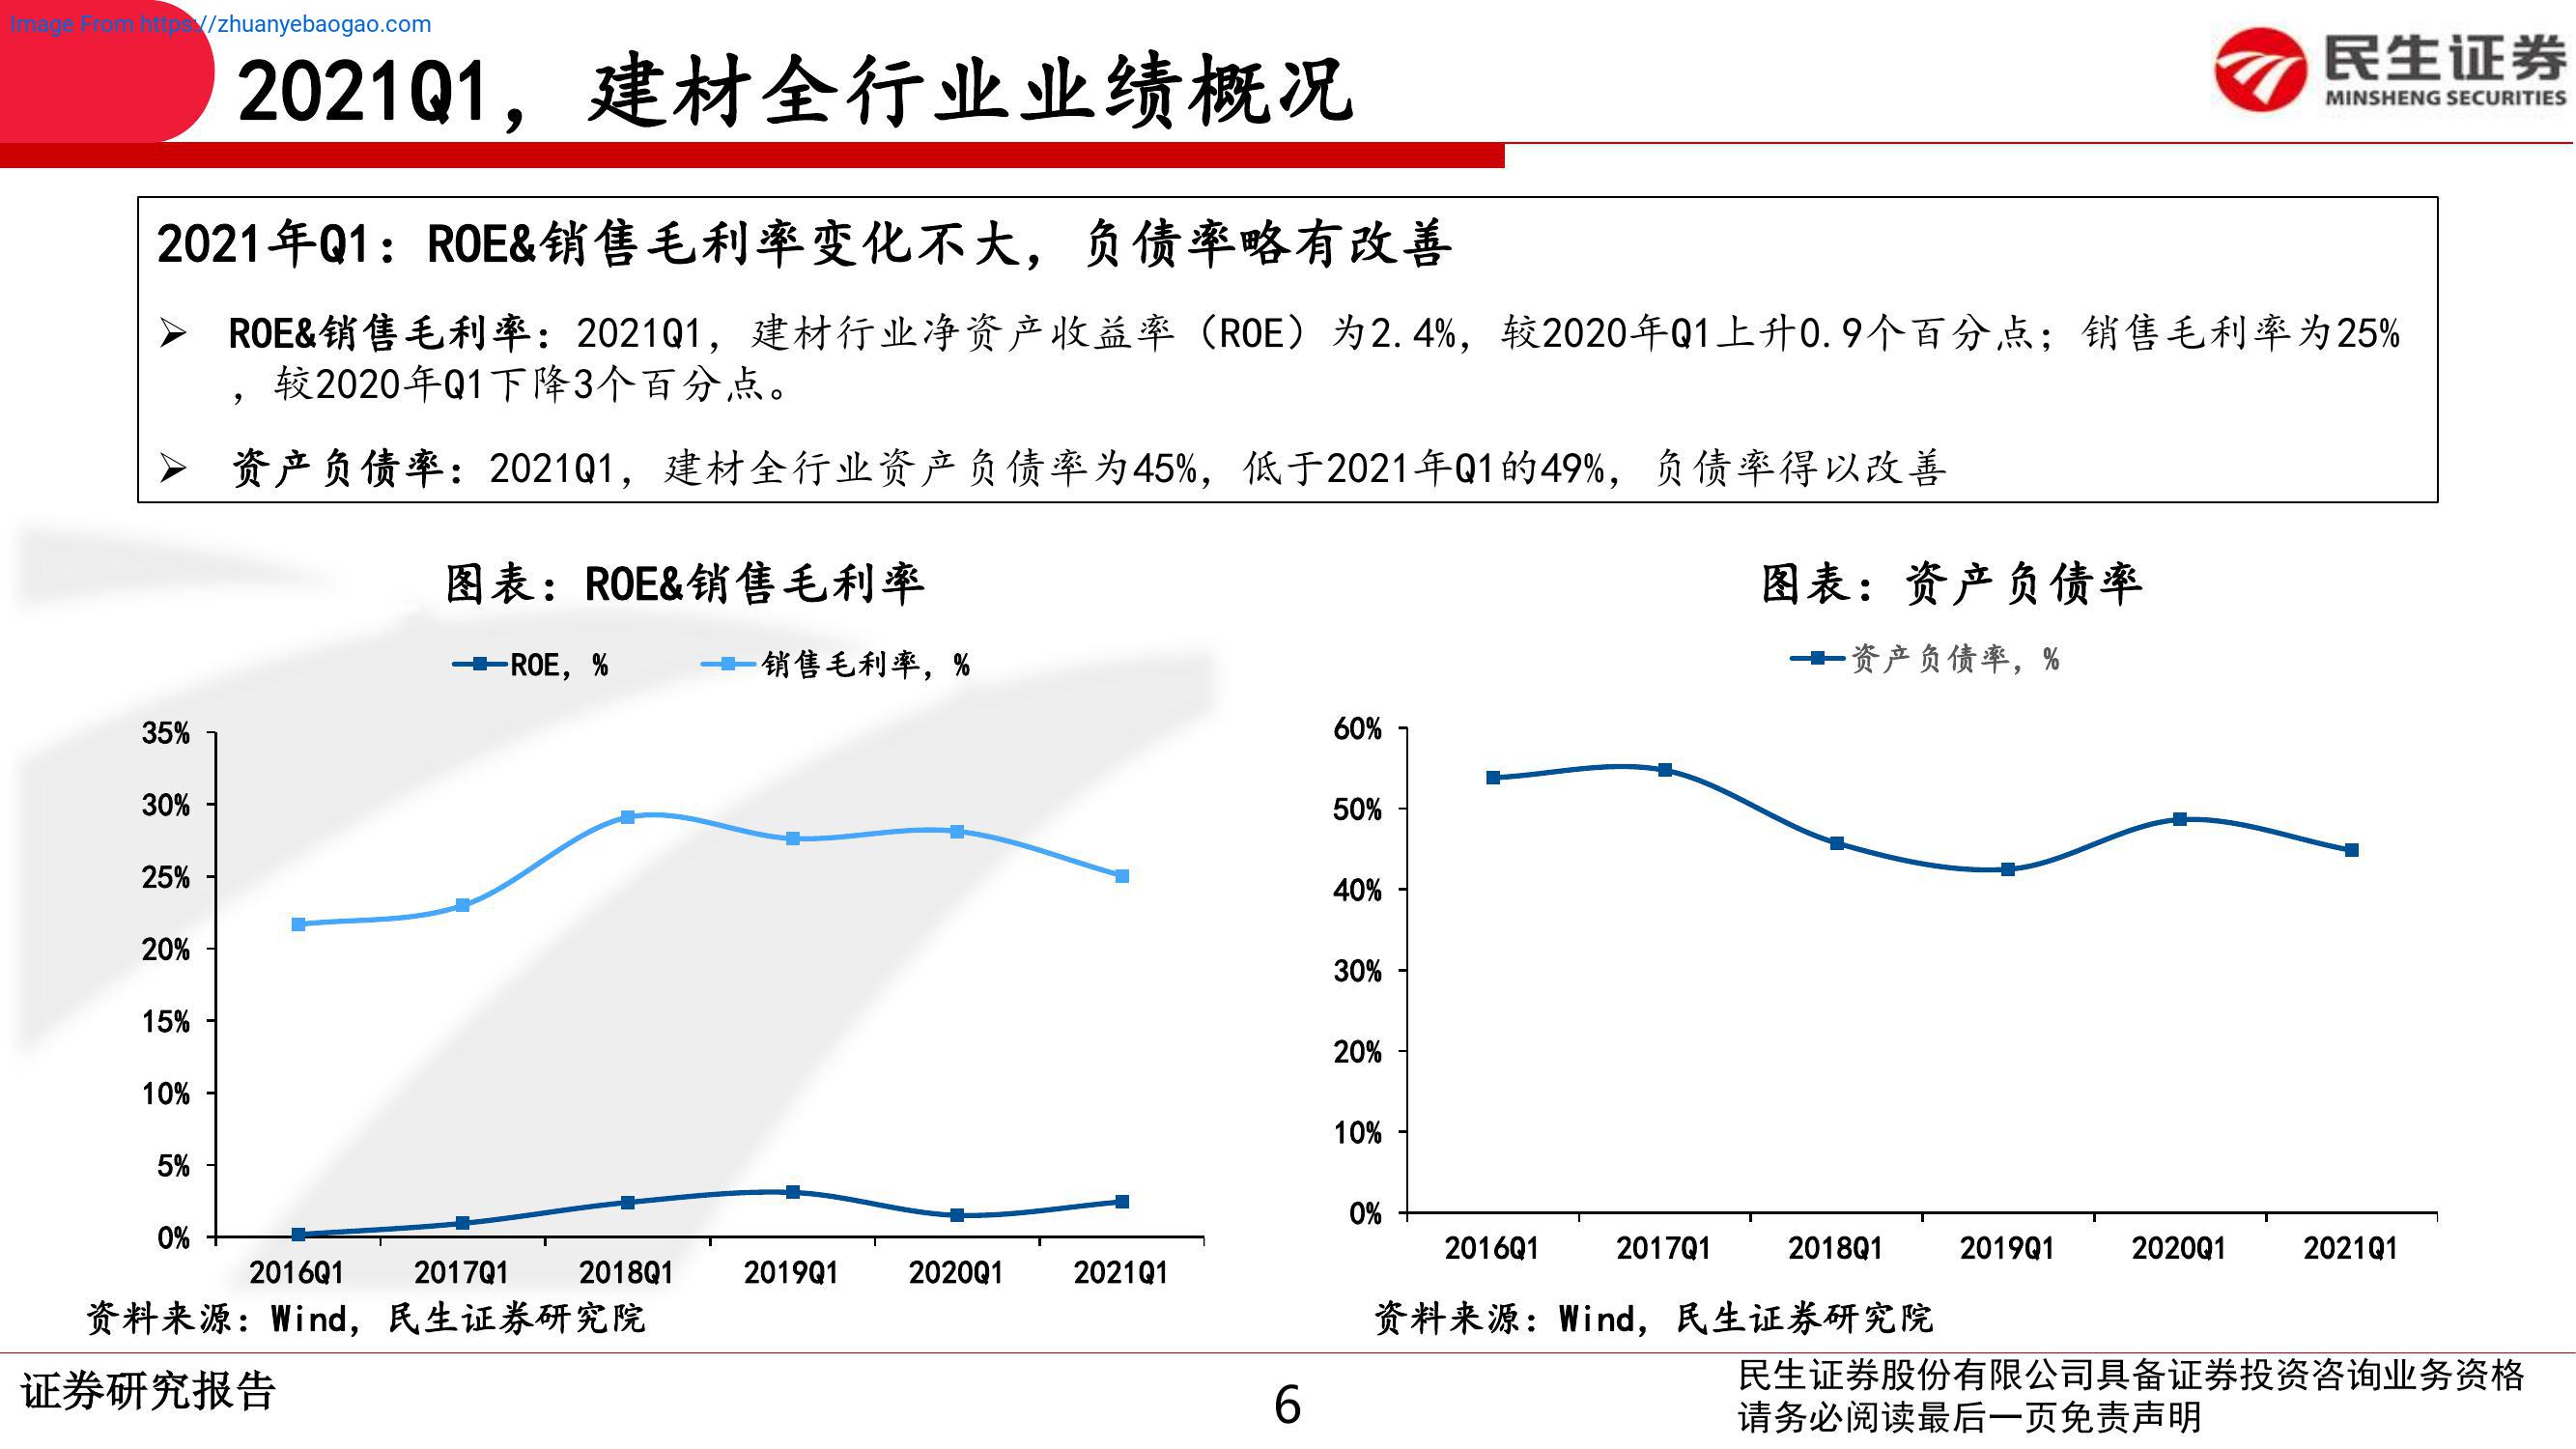 Image From https://zhuanyebaogao.com
2021Q1，建材全行业业绩概况
民生证券
MINSHENG SECURITIES
2021年Q1：ROE&销售毛利率变化不大，负债率略有改善
➢ ROE&销售毛利率：2021Q1，建材行业净资产收益率（ROE）为2.4%，较2020年Q1上升0.9个百分点；销售毛利率为25%
，较2020年Q1下降3个百分点。
➢ 资产负债率：2021Q1，建材全行业资产负债率为45%，低于2021年Q1的49%，负债率得以改善
图表：ROE&销售毛利率
ROE，%
销售毛利率，%
35%
30%
25%
20%
15%
10%
5%
0%
2016Q1 2017Q1 2018Q1 2019Q1 2020Q1 2021Q1
资料来源：Wind，民生证券研究院
图表：资产负债率
资产负债率，%
60%
50%
40%
30%
20%
10%
0%
2016Q1 2017Q1 2018Q1 2019Q1 2020Q1 2021Q1
资料来源：Wind，民生证券研究院
证券研究报告
6
民生证券股份有限公司具备证券投资咨询业务资格
请务必阅读最后一页免责声明